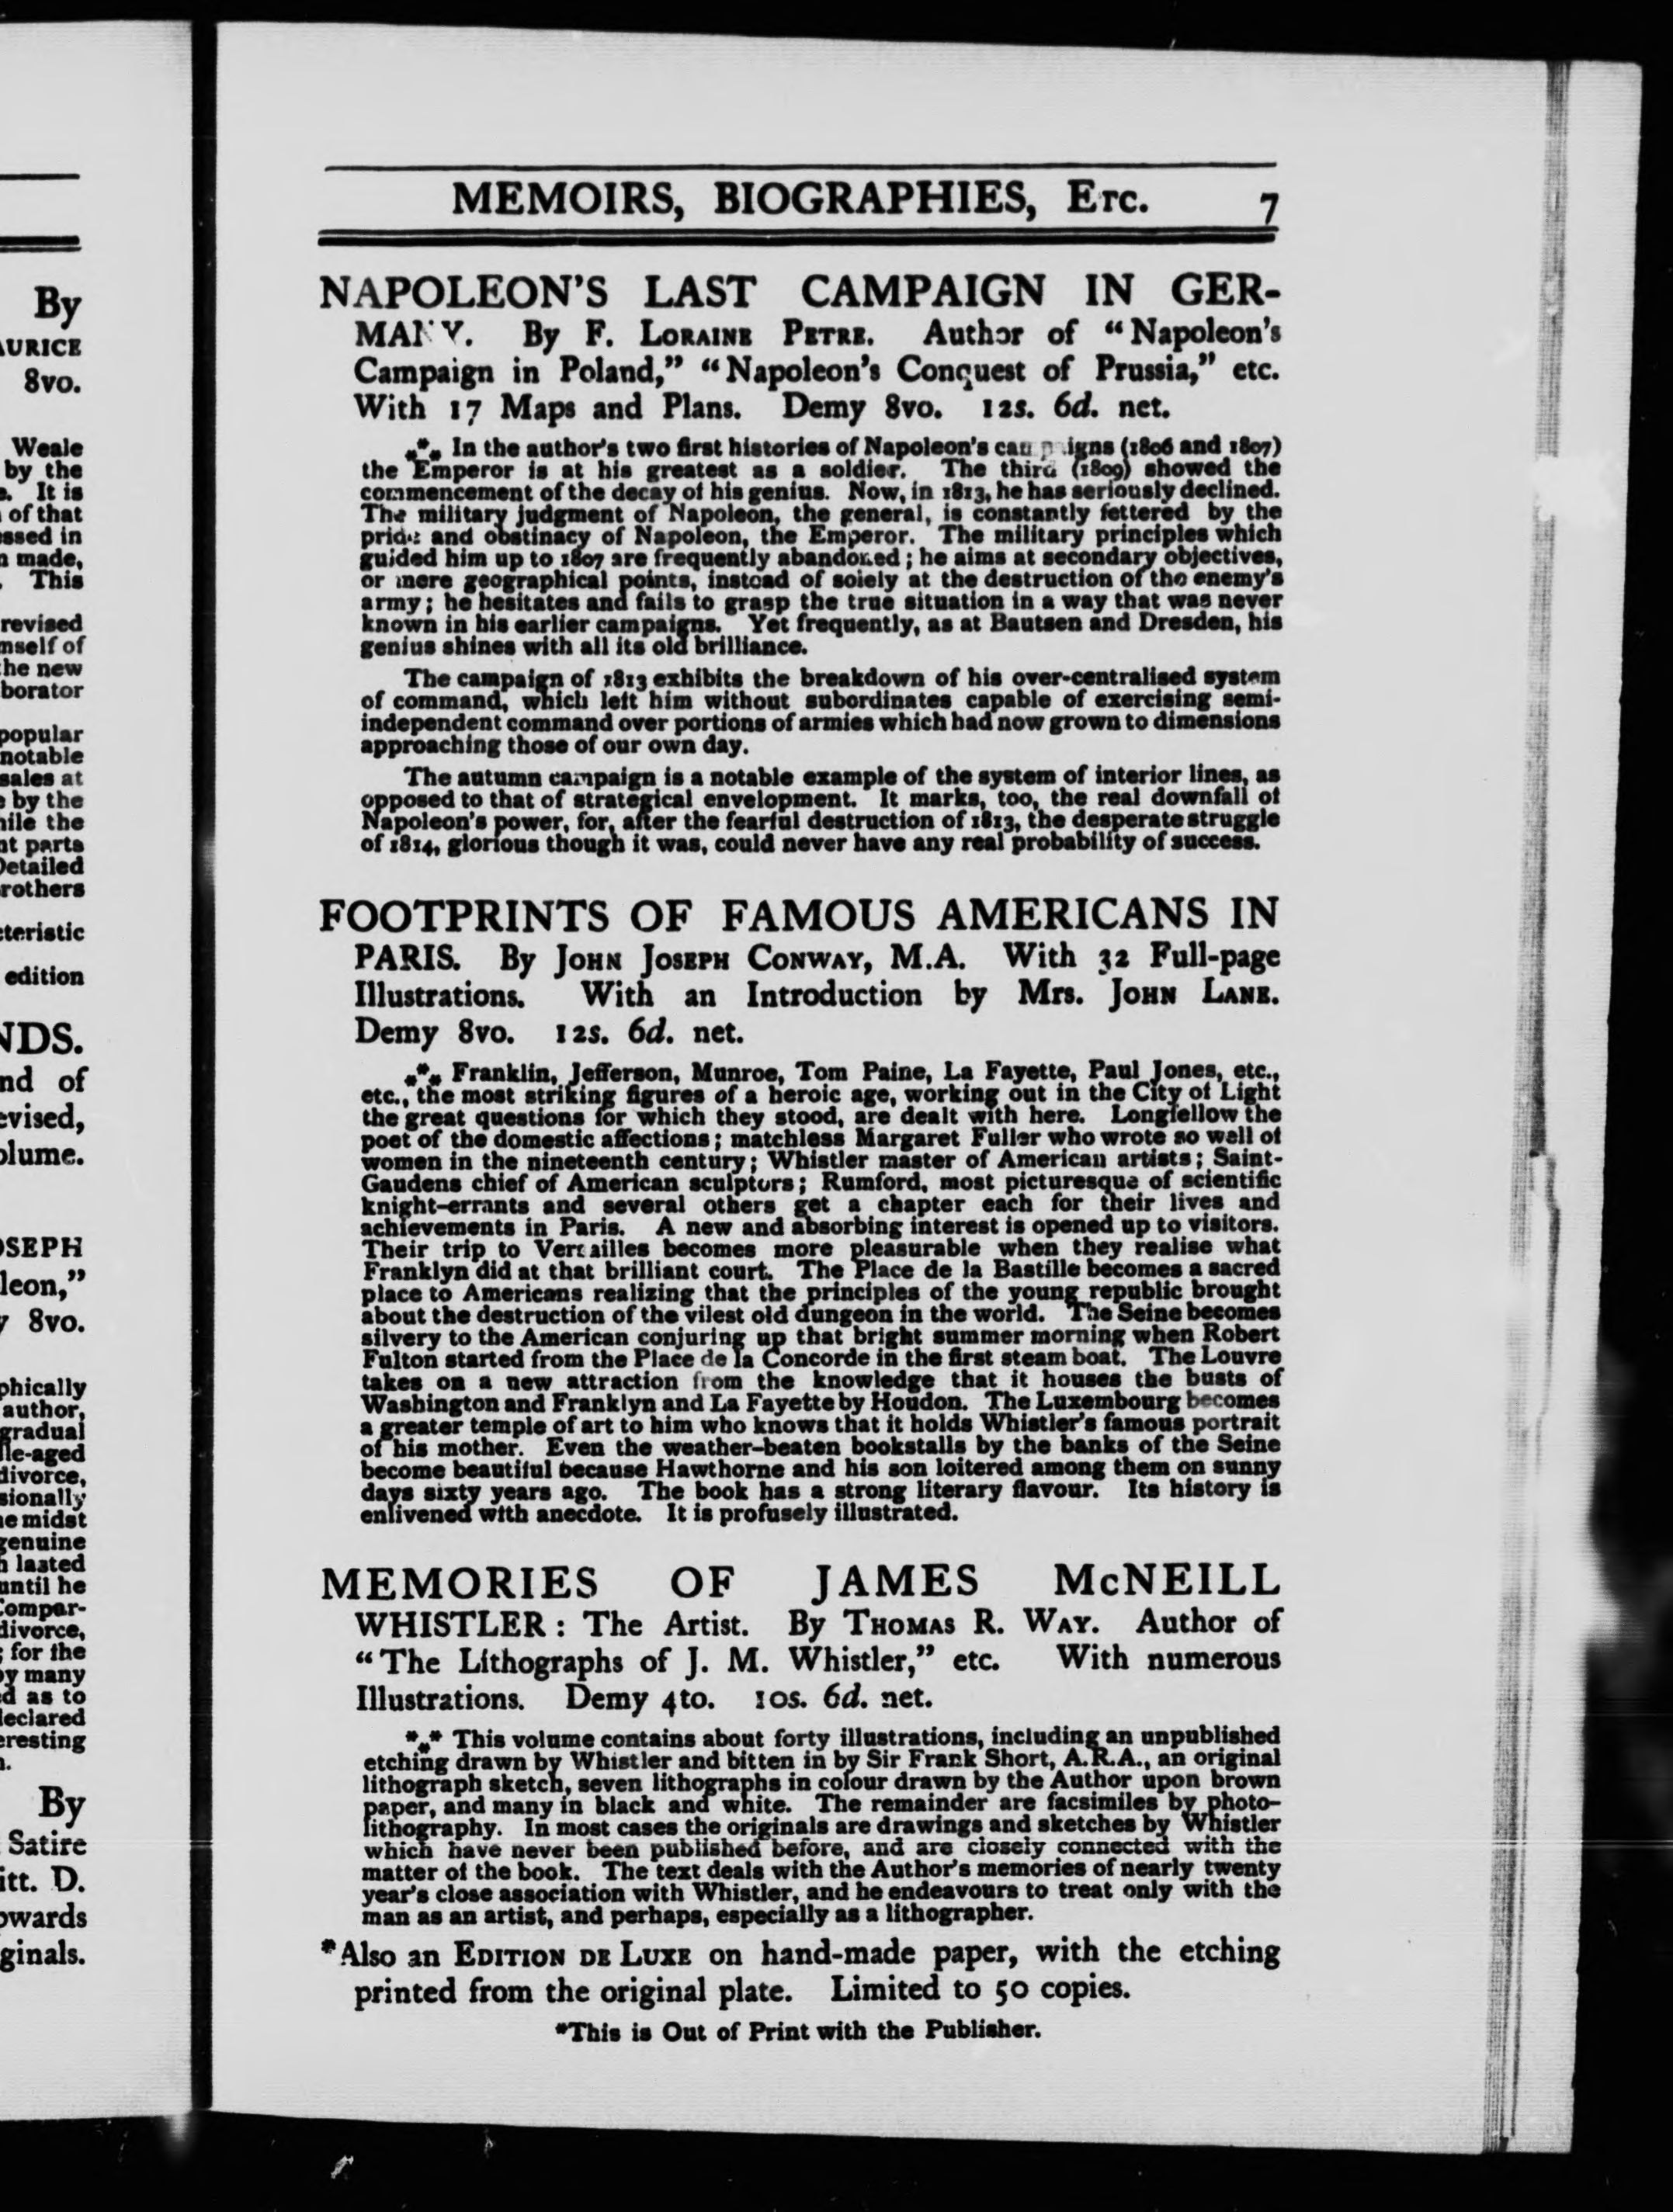 MEMOIRS, BIOGRAPHIES, Etc. 7
NAPOLEON'S LAST CAMPAIGN IN GER-
MANY. By F. Loraine Petre. Author of "Napoleon's
Campaign in Poland," "Napoleon's Conquest of Prussia," etc.
With 17 Maps and Plans. Demy 8vo. 12s. 6d. net.
*** In the author's two first histories of Napoleon's campaigns (1806 and 1807)
the Emperor is at his greatest as a soldier. The third (1809) showed the
commencement of the decay of his genius. Now, in 1813, he has seriously declined.
The military judgment of Napoleon, the general, is constantly fettered by the
pride and obstinacy of Napoleon, the Emperor. The military principles which
guided him up to 1807 are frequently abandoned; he aims at secondary objectives,
or mere geographical points, instead of solely at the destruction of the enemy's
army; he hesitates and fails to grasp the true situation in a way that was never
known in his earlier campaigns. Yet frequently, as at Bautsen and Dresden, his
genius shines with all its old brilliance.
The campaign of 1813 exhibits the breakdown of his over-centralised system
of command, which left him without subordinates capable of exercising semi-
independent command over portions of armies which had now grown to dimensions
approaching those of our own day.
The autumn campaign is a notable example of the system of interior lines, as
opposed to that of strategical envelopment. It marks, too, the real downfall of
Napoleon's power, for, after the fearful destruction of 1813, the desperate struggle
of 1814, glorious though it was, could never have any real probability of success.
FOOTPRINTS OF FAMOUS AMERICANS IN
PARIS. By John Joseph Conway, M.A. With 32 Full-page
Illustrations. With an Introduction by Mrs. John Lane.
Demy 8vo. 12s. 6d. net.
*** Franklin, Jefferson, Munroe, Tom Paine, La Fayette, Paul Jones, etc.,
etc., the most striking figures of a heroic age, working out in the City of Light
the great questions for which they stood, are dealt with here. Longfellow the
poet of the domestic affections; matchless Margaret Fuller who wrote so well of
women in the nineteenth century; Whistler master of American artists; Saint-
Gaudens chief of American sculptors; Rumford, most picturesque of scientific
knight-errants and several others get a chapter each for their lives and
achievements in Paris. A new and absorbing interest is opened up to visitors.
Their trip to Versailles becomes more pleasurable when they realise what
Franklyn did at that brilliant court. The Place de la Bastille becomes a sacred
place to Americans realizing that the principles of the young republic brought
about the destruction of the vilest old dungeon in the world. The Seine becomes
silvery to the American conjuring up that bright summer morning when Robert
Fulton started from the Place de la Concorde in the first steam boat. The Louvre
takes on a new attraction from the knowledge that it houses the busts of
Washington and Franklyn and La Fayette by Houdon. The Luxembourg becomes
a greater temple of art to him who knows that it holds Whistler's famous portrait
of his mother. Even the weather-beaten bookstalls by the banks of the Seine
become beautiful because Hawthorne and his son loitered among them on sunny
days sixty years ago. The book has a strong literary flavour. Its history is
enlivened with anecdote. It is profusely illustrated.
MEMORIES OF JAMES McNEILL
WHISTLER: The Artist. By Thomas R. Way. Author of
"The Lithographs of J. M. Whistler," etc. With numerous
Illustrations. Demy 4to. 10s. 6d. net.
*** This volume contains about forty illustrations, including an unpublished
etching drawn by Whistler and bitten in by Sir Frank Short, A.R.A., an original
lithograph sketch, seven lithographs in colour drawn by the Author upon brown
paper, and many in black and white. The remainder are facsimiles by photo-
lithography. In most cases the originals are drawings and sketches by Whistler
which have never been published before, and are closely connected with the
matter of the book. The text deals with the Author's memories of nearly twenty
year's close association with Whistler, and he endeavours to treat only with the
man as an artist, and perhaps, especially as a lithographer.
*Also an Edition de Luxe on hand-made paper, with the etching
printed from the original plate. Limited to 50 copies.
*This is Out of Print with the Publisher.